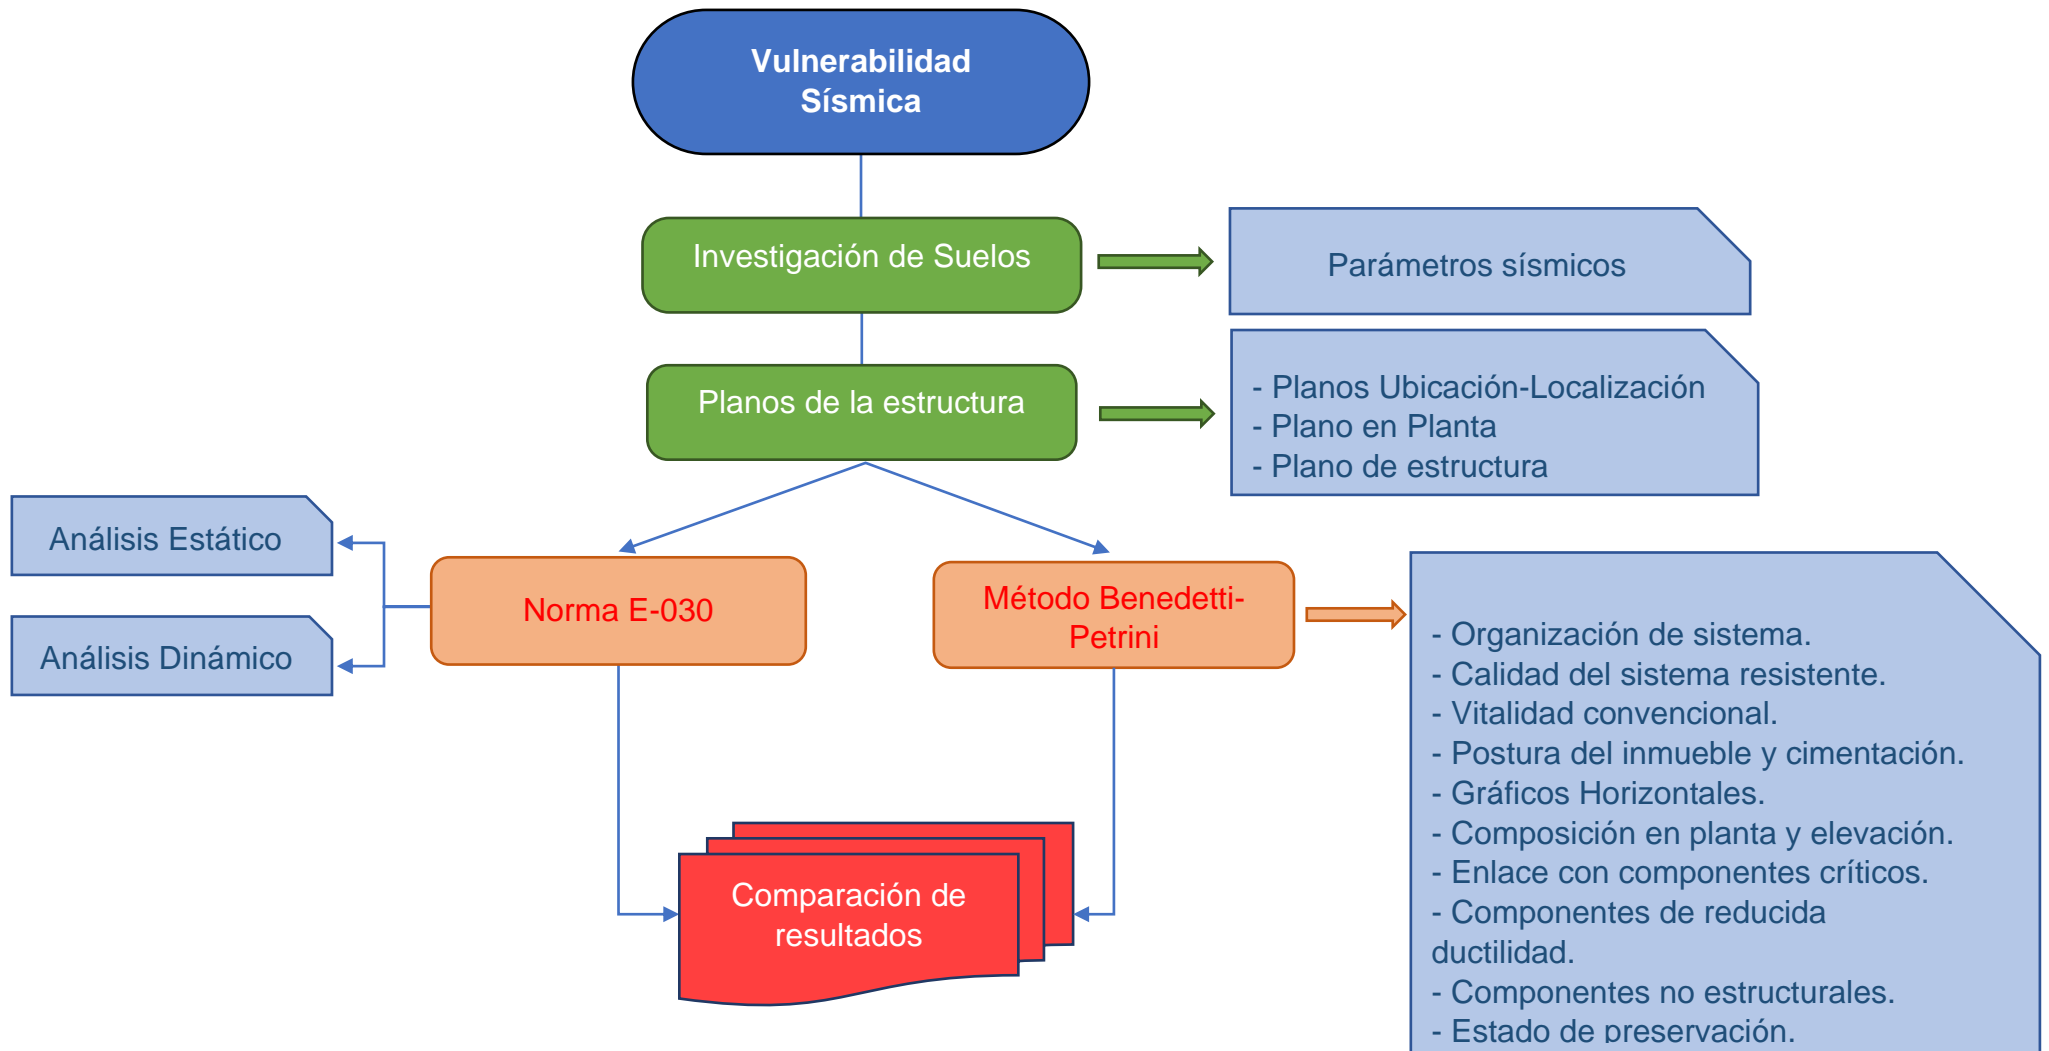 Vulnerabilidad
Sísmica
Investigación de Suelos
Parámetros sísmicos
Planos de la estructura
- Planos Ubicación-Localización
- Plano en Planta
- Plano de estructura
Análisis Estático
Análisis Dinámico
Norma E-030
Método Benedetti-
Petrini
- Organización de sistema.
- Calidad del sistema resistente.
- Vitalidad convencional.
- Postura del inmueble y cimentación.
- Gráficos Horizontales.
- Composición en planta y elevación.
- Enlace con componentes críticos.
- Componentes de reducida
ductilidad.
- Componentes no estructurales.
- Estado de preservación.
Comparación de
resultados